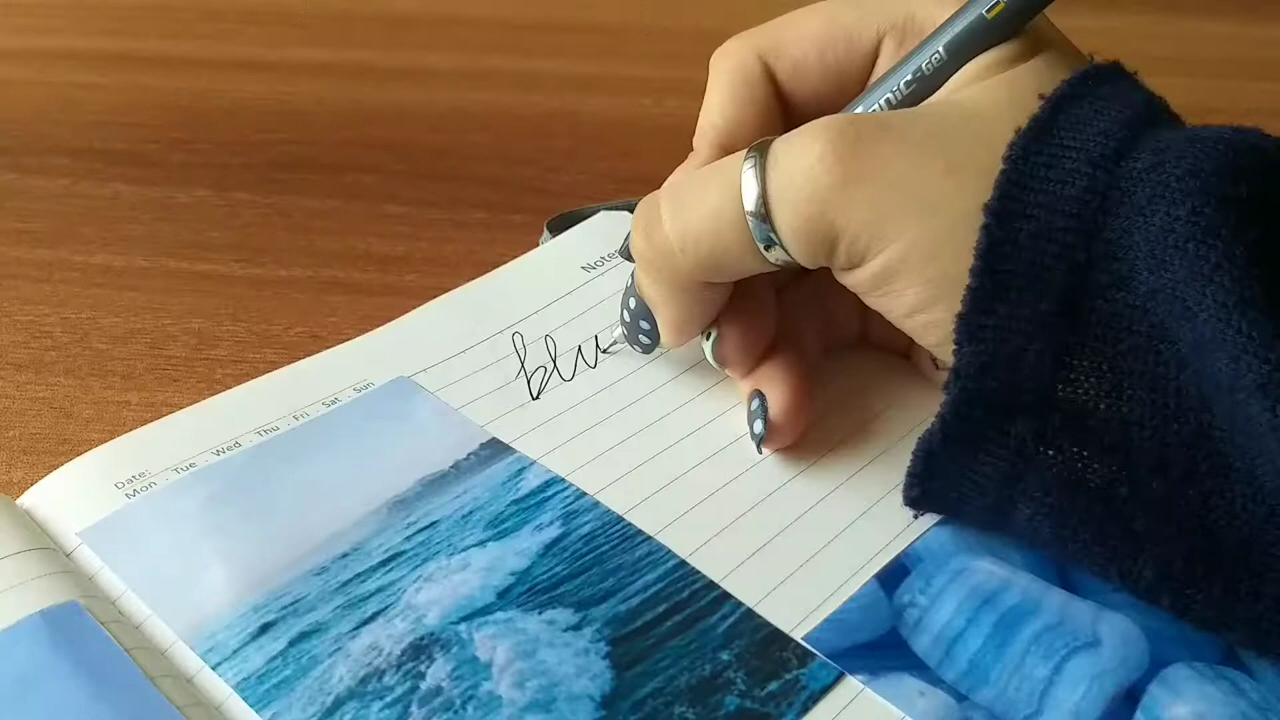 Notes
blu
Date:
Mon · Tue · Wed · Thu · Fri · Sat · Sun